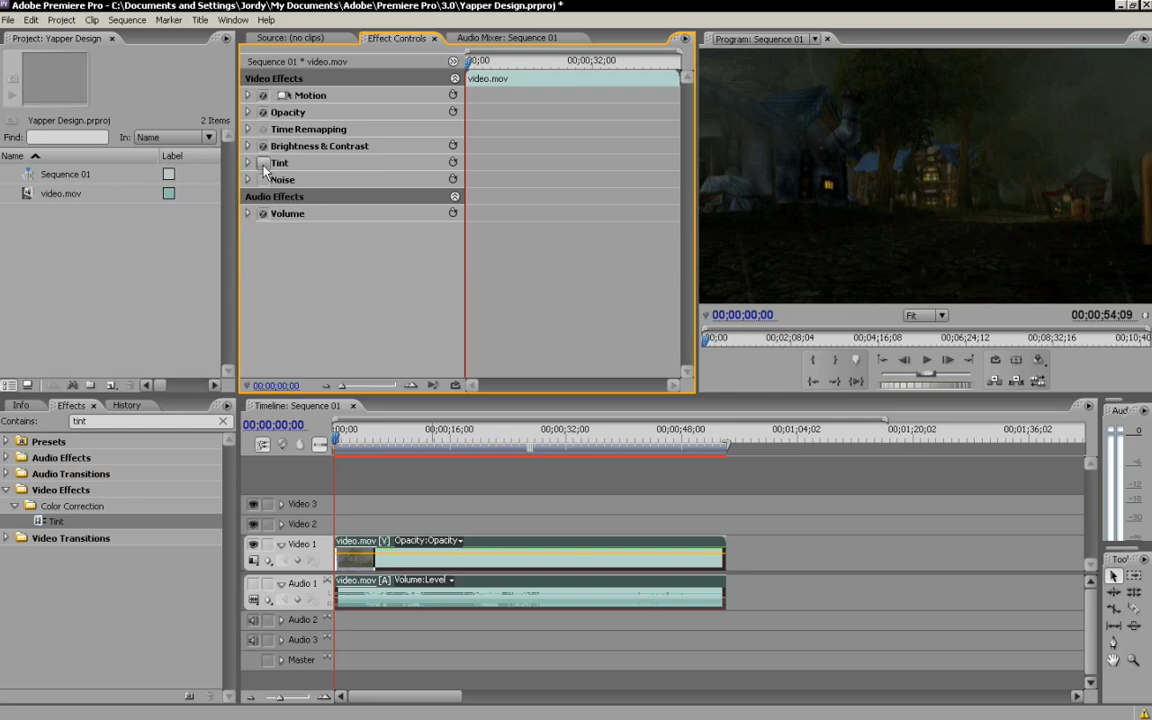 Adobe Premiere Pro - C:\Documents and Settings\Jordy\My Documents\Adobe\Premiere Pro\3.0\Yapper Design.prproj *
File Edit Project Clip Sequence Marker Title Window Help
Project: Yapper Design
Yapper Design.prproj
2 Items
Find: In: Name
Name Label
Sequence 01
video.mov
Source: (no clips) Effect Controls Audio Mixer: Sequence 01
Sequence 01 * video.mov
00;00 00;00;32;00
Video Effects
video.mov
Motion
Opacity
Time Remapping
Brightness & Contrast
Tint
Noise
Audio Effects
Volume
00;00;00;00
Program: Sequence 01
00;00;00;00 Fit 00;00;54;09
00;00 00;02;08;04 00;04;16;08 00;06;24;12 00;08;32;16 00;10;40
Info Effects History
Contains: tint
Presets
Audio Effects
Audio Transitions
Video Effects
Color Correction
Tint
Video Transitions
Timeline: Sequence 01
00;00;00;00
00;00 00;00;16;00 00;00;32;00 00;00;48;00 00;01;04;02 00;01;20;02 00;01;36;02
Video 3
Video 2
Video 1
video.mov [V] Opacity:Opacity
Audio 1
video.mov [A] Volume:Level
Audio 2
Audio 3
Master
Aud
0
-6
-12
-18
-30
Too